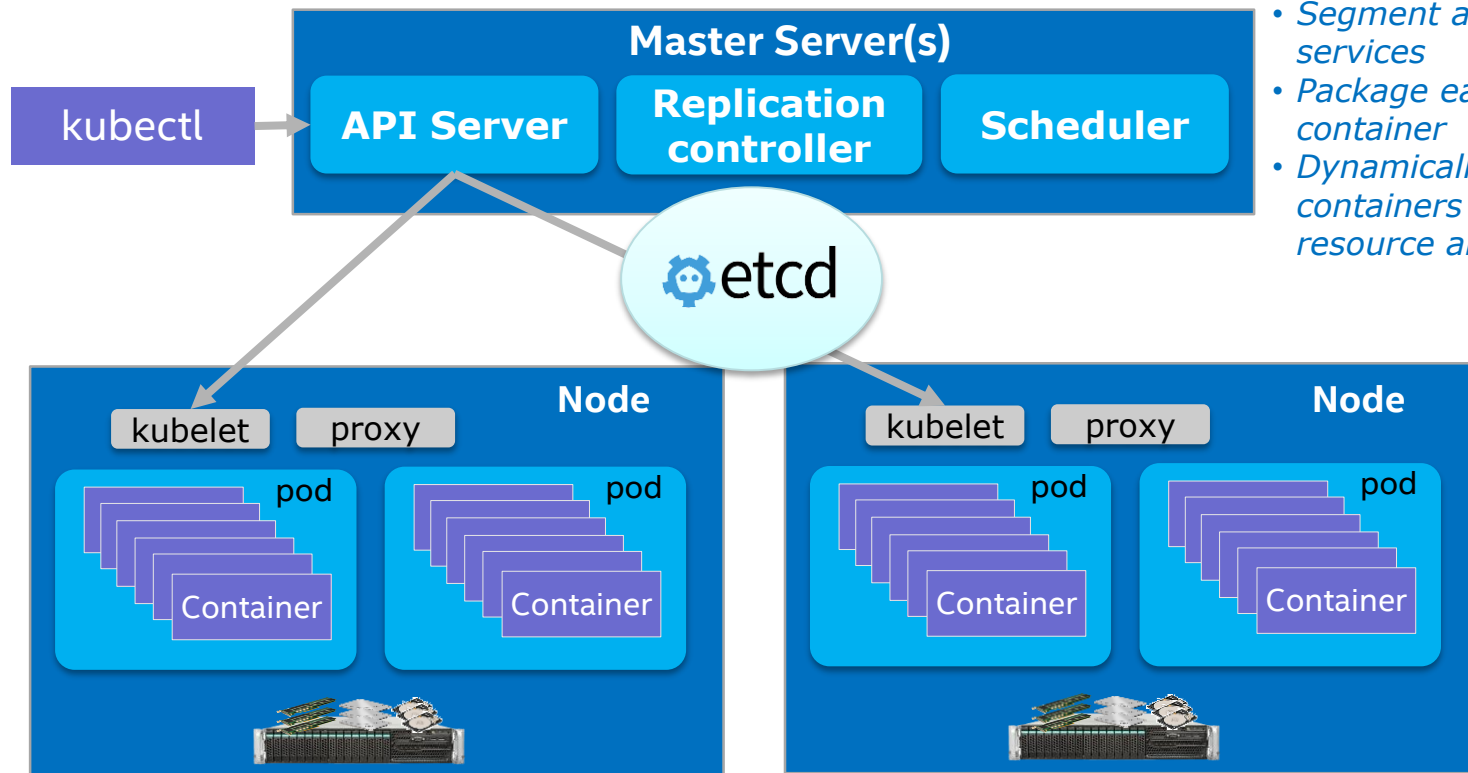 Master Server(s)
kubectl
API Server
Replication
controller
Scheduler
• Segment a
services
• Package ea
container
• Dynamicall
containers
resource a
etcd
Node
kubelet
proxy
pod
Container
pod
Container
Node
kubelet
proxy
pod
Container
pod
Container